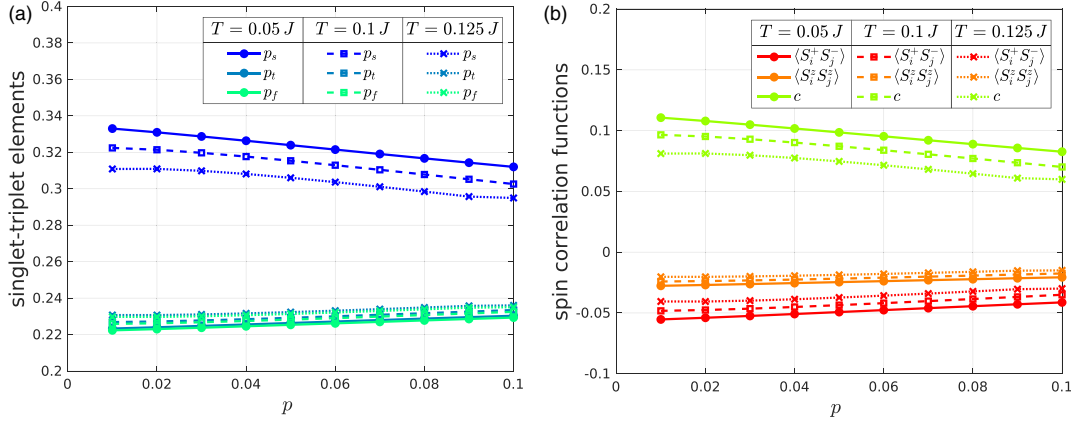 (a)
singlet-triplet elements
0.4
0.38
0.36
0.34
0.32
0.3
0.28
0.26
0.24
0.22
0.2
T = 0.05 J T = 0.1 J T = 0.125 J
p_s p_s p_s
p_t p_t p_t
p_f p_f p_f
0 0.02 0.04 0.06 0.08 0.1
p
(b)
spin correlation functions
0.2
0.15
0.1
0.05
0
-0.05
-0.1
T = 0.05 J T = 0.1 J T = 0.125 J
⟨S_i^+ S_j^-⟩ ⟨S_i^+ S_j^-⟩ ⟨S_i^+ S_j^-⟩
⟨S_i^z S_j^z⟩ ⟨S_i^z S_j^z⟩ ⟨S_i^z S_j^z⟩
c c c
0 0.02 0.04 0.06 0.08 0.1
p